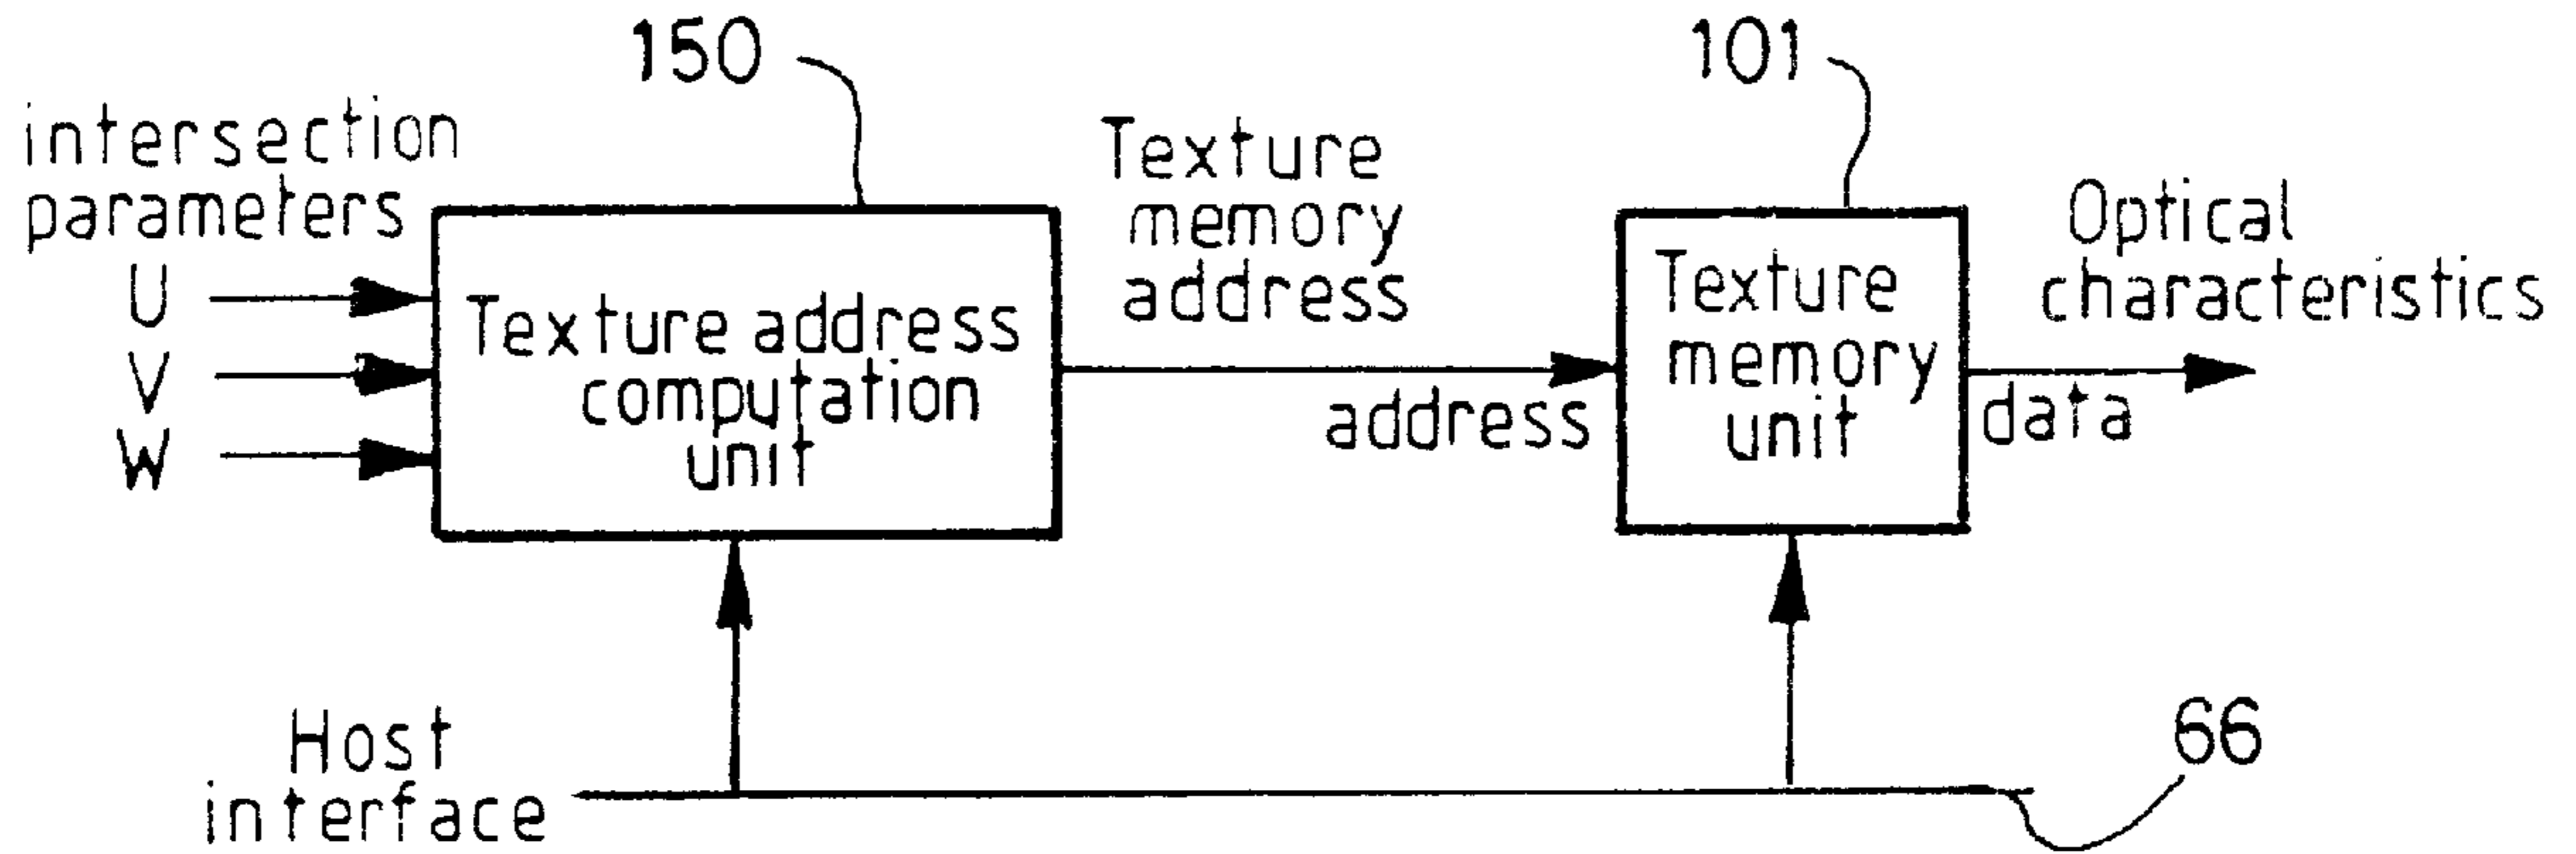 150
101
intersection
parameters
U
V
W
Texture address
computation
unit
Texture
memory
address
address
Texture
memory
unit
Optical
characteristics
data
Host
interface
66